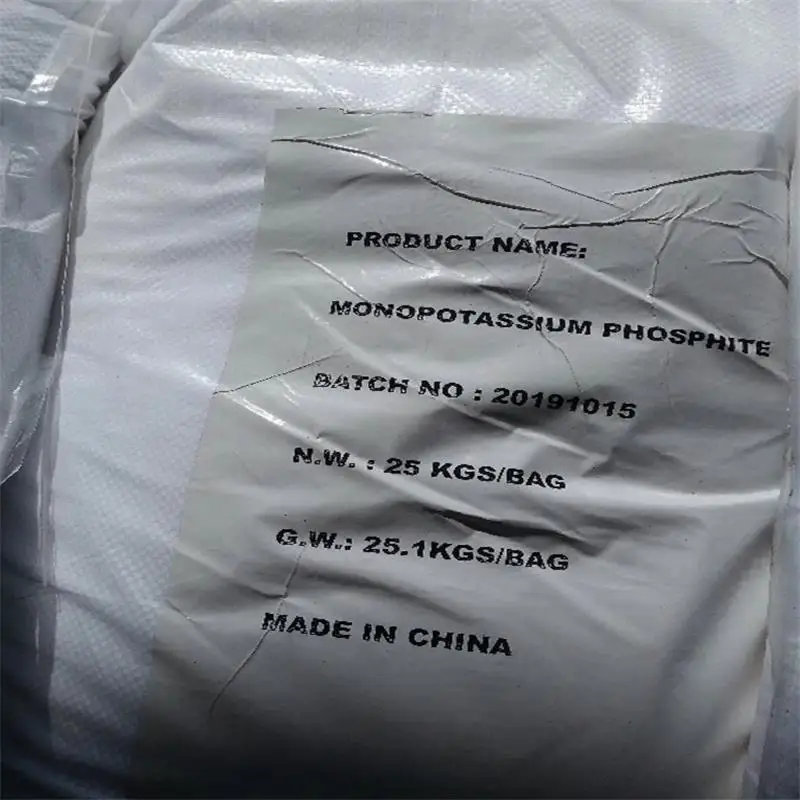 PRODUCT NAME:
MONOPOTASSIUM PHOSPHITE
BATCH NO : 20191015
N.W. : 25 KGS/BAG
G.W.: 25.1KGS/BAG
MADE IN CHINA